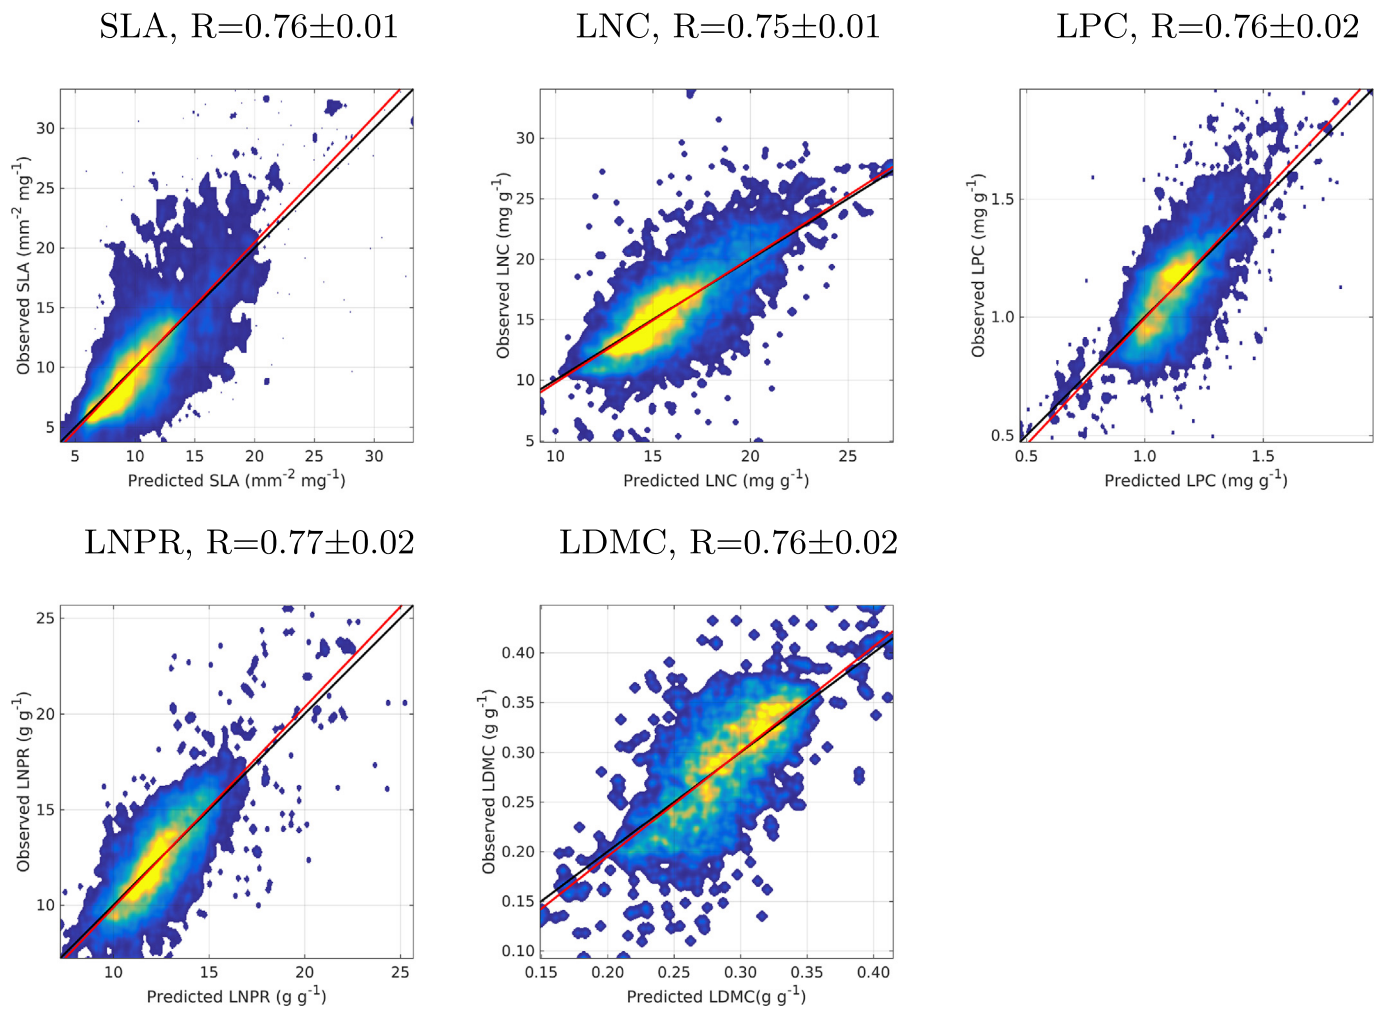 SLA, R=0.76±0.01
LNC, R=0.75±0.01
LPC, R=0.76±0.02
30
25
20
15
10
5
Observed SLA (mm⁻² mg⁻¹)
5 10 15 20 25 30
Predicted SLA (mm⁻² mg⁻¹)
30
25
20
15
10
5
Observed LNC (mg g⁻¹)
10 15 20 25
Predicted LNC (mg g⁻¹)
1.5
1.0
0.5
Observed LPC (mg g⁻¹)
0.5 1.0 1.5
Predicted LPC (mg g⁻¹)
LNPR, R=0.77±0.02
LDMC, R=0.76±0.02
25
20
15
10
Observed LNPR (g g⁻¹)
10 15 20 25
Predicted LNPR (g g⁻¹)
0.40
0.35
0.30
0.25
0.20
0.15
0.10
Observed LDMC (g g⁻¹)
0.15 0.20 0.25 0.30 0.35 0.40
Predicted LDMC(g g⁻¹)